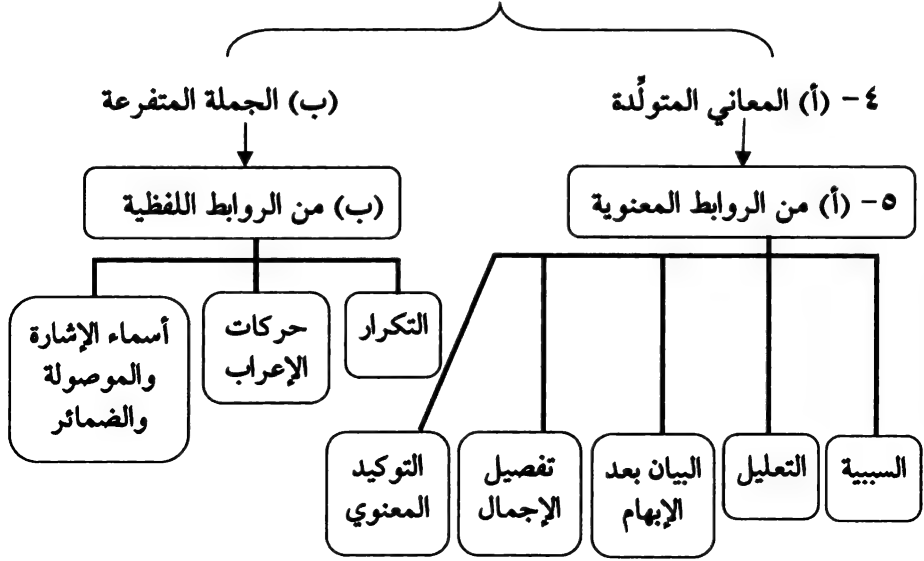 ٤- (أ) المعاني المتولِّدة
(ب) الجملة المتفرعة
٥- (أ) من الروابط المعنوية
(ب) من الروابط اللفظية
السببية
التعليل
البيان بعد
الإبهام
تفصيل
الإجمال
التوكيد
المعنوي
التكرار
حركات
الإعراب
أسماء الإشارة
والموصولة
والضمائر